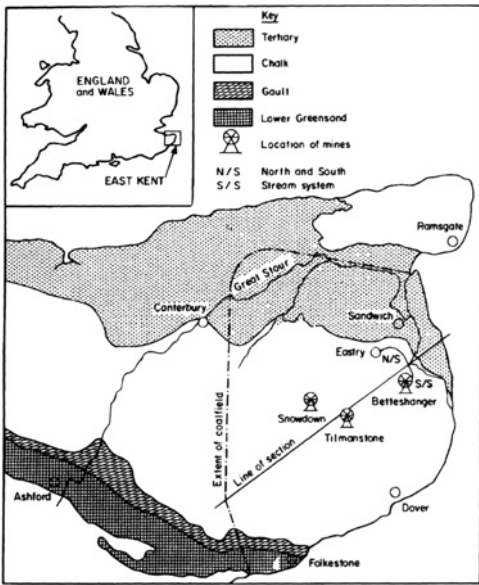 ENGLAND
and WALES
EAST KENT
Key
Tertiary
Chalk
Gault
Lower Greensand
Location of mines
N/S North and South
S/S Stream system
Ramsgate
Great Stour
Canterbury
Sandwich
Eastry
N/S
S/S
Betteshanger
Snowdown
Tilmanstone
Extent of coalfield
Line of section
Ashford
Dover
Folkestone